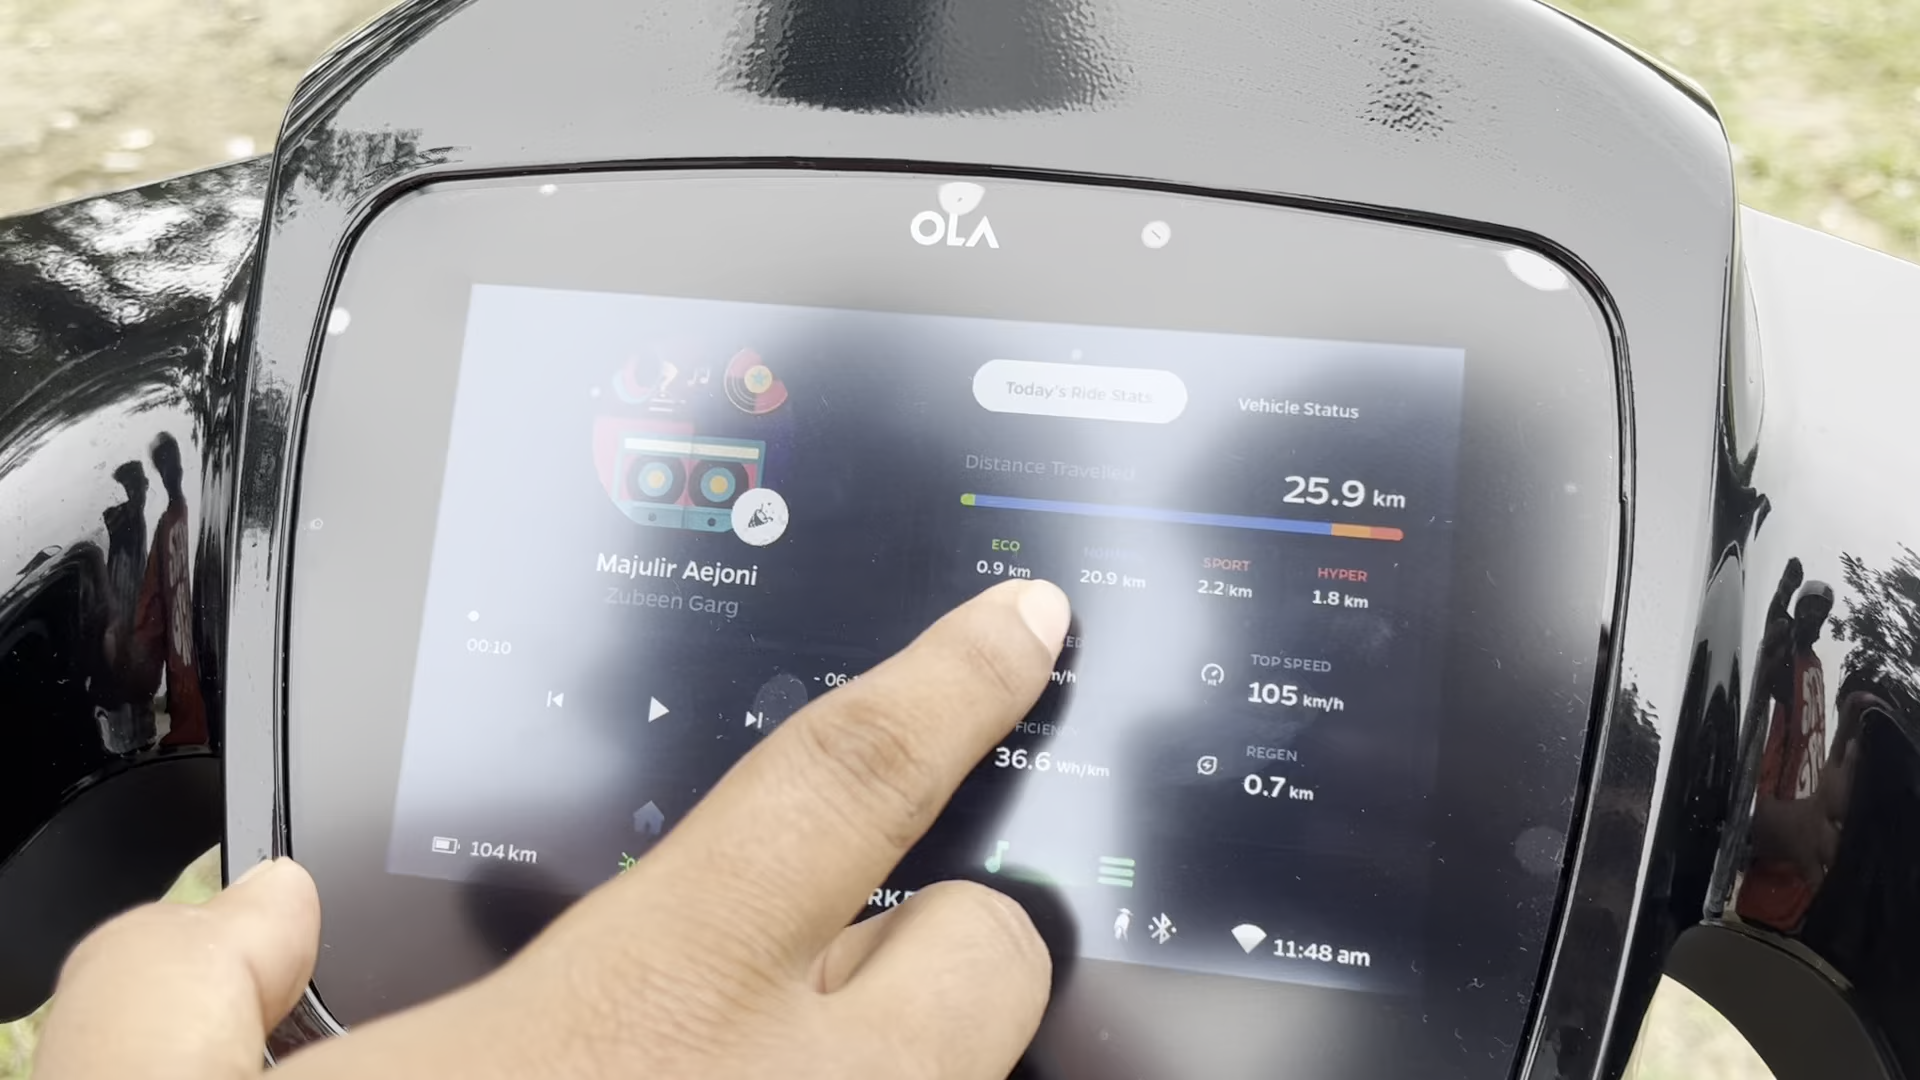 OLA
Today's Ride Stats
Vehicle Status
Distance Travelled
25.9 km
ECO
0.9 km
NORMAL
20.9 km
SPORT
2.2 km
HYPER
1.8 km
Majulir Aejoni
Zubeen Garg
00:10
- 06:
m/h
TOP SPEED
105 km/h
36.6 Wh/km
REGEN
0.7 km
104 km
11:48 am